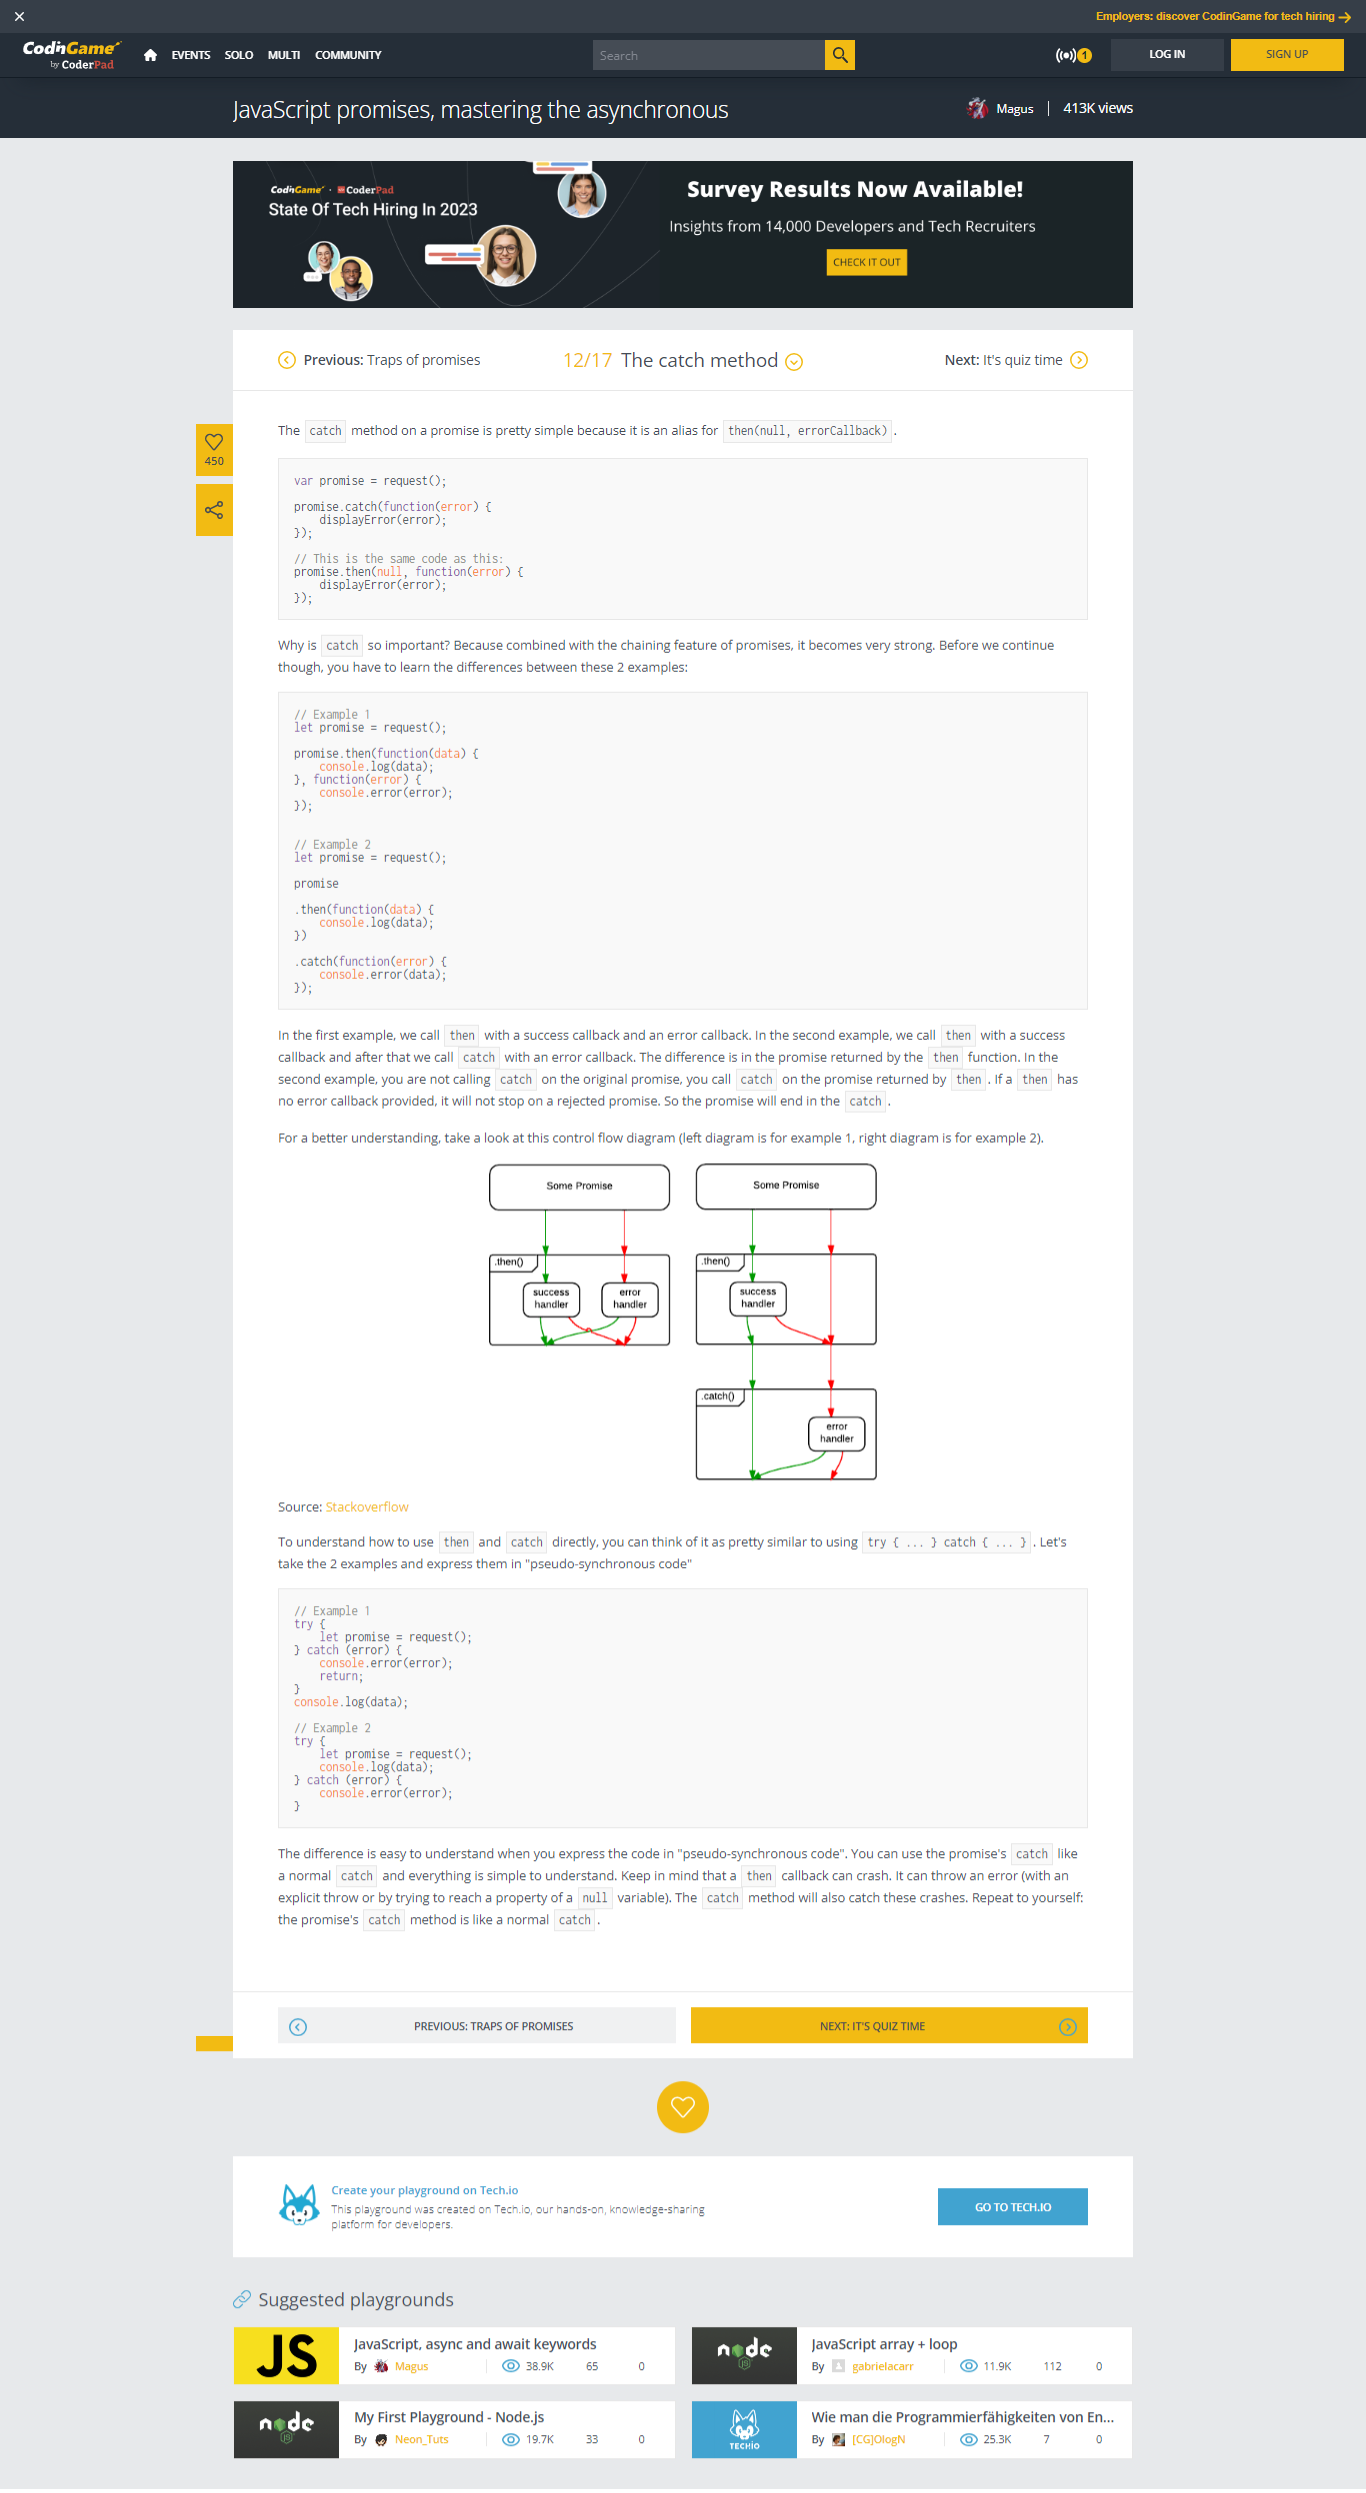 Employers: discover CodinGame for tech hiring
CodinGame
by CoderPad
EVENTS SOLO MULTI COMMUNITY
Search
1
LOG IN
SIGN UP
JavaScript promises, mastering the asynchronous
Magus
413K views
CodinGame · CoderPad
State Of Tech Hiring In 2023
Survey Results Now Available!
Insights from 14,000 Developers and Tech Recruiters
CHECK IT OUT
Previous: Traps of promises
12/17 The catch method
Next: It's quiz time
450
The catch method on a promise is pretty simple because it is an alias for then(null, errorCallback).
var promise = request();
promise.catch(function(error) {
displayError(error);
});
// This is the same code as this:
promise.then(null, function(error) {
displayError(error);
});
Why is catch so important? Because combined with the chaining feature of promises, it becomes very strong. Before we continue
though, you have to learn the differences between these 2 examples:
// Example 1
let promise = request();
promise.then(function(data) {
console.log(data);
}, function(error) {
console.error(error);
});
// Example 2
let promise = request();
promise
.then(function(data) {
console.log(data);
})
.catch(function(error) {
console.error(data);
});
In the first example, we call then with a success callback and an error callback. In the second example, we call then with a success
callback and after that we call catch with an error callback. The difference is in the promise returned by the then function. In the
second example, you are not calling catch on the original promise, you call catch on the promise returned by then. If a then has
no error callback provided, it will not stop on a rejected promise. So the promise will end in the catch.
For a better understanding, take a look at this control flow diagram (left diagram is for example 1, right diagram is for example 2).
Some Promise
.then()
success
handler
error
handler
Some Promise
.then()
success
handler
.catch()
error
handler
Source: Stackoverflow
To understand how to use then and catch directly, you can think of it as pretty similar to using try { ... } catch { ... }. Let's
take the 2 examples and express them in "pseudo-synchronous code"
// Example 1
try {
let promise = request();
} catch (error) {
console.error(error);
return;
}
console.log(data);
// Example 2
try {
let promise = request();
console.log(data);
} catch (error) {
console.error(error);
}
The difference is easy to understand when you express the code in "pseudo-synchronous code". You can use the promise's catch like
a normal catch and everything is simple to understand. Keep in mind that a then callback can crash. It can throw an error (with an
explicit throw or by trying to reach a property of a null variable). The catch method will also catch these crashes. Repeat to yourself:
the promise's catch method is like a normal catch.
PREVIOUS: TRAPS OF PROMISES
NEXT: IT'S QUIZ TIME
Create your playground on Tech.io
This playground was created on Tech.io, our hands-on, knowledge-sharing
platform for developers.
GO TO TECH.IO
Suggested playgrounds
JS
JavaScript, async and await keywords
By Magus 38.9K 65 0
node
JS
JavaScript array + loop
By gabrielacarr 11.9K 112 0
node
JS
My First Playground - Node.js
By Neon_Tuts 19.7K 33 0
TECHIO
Wie man die Programmierfähigkeiten von En...
By [CG]OlogN 25.3K 7 0